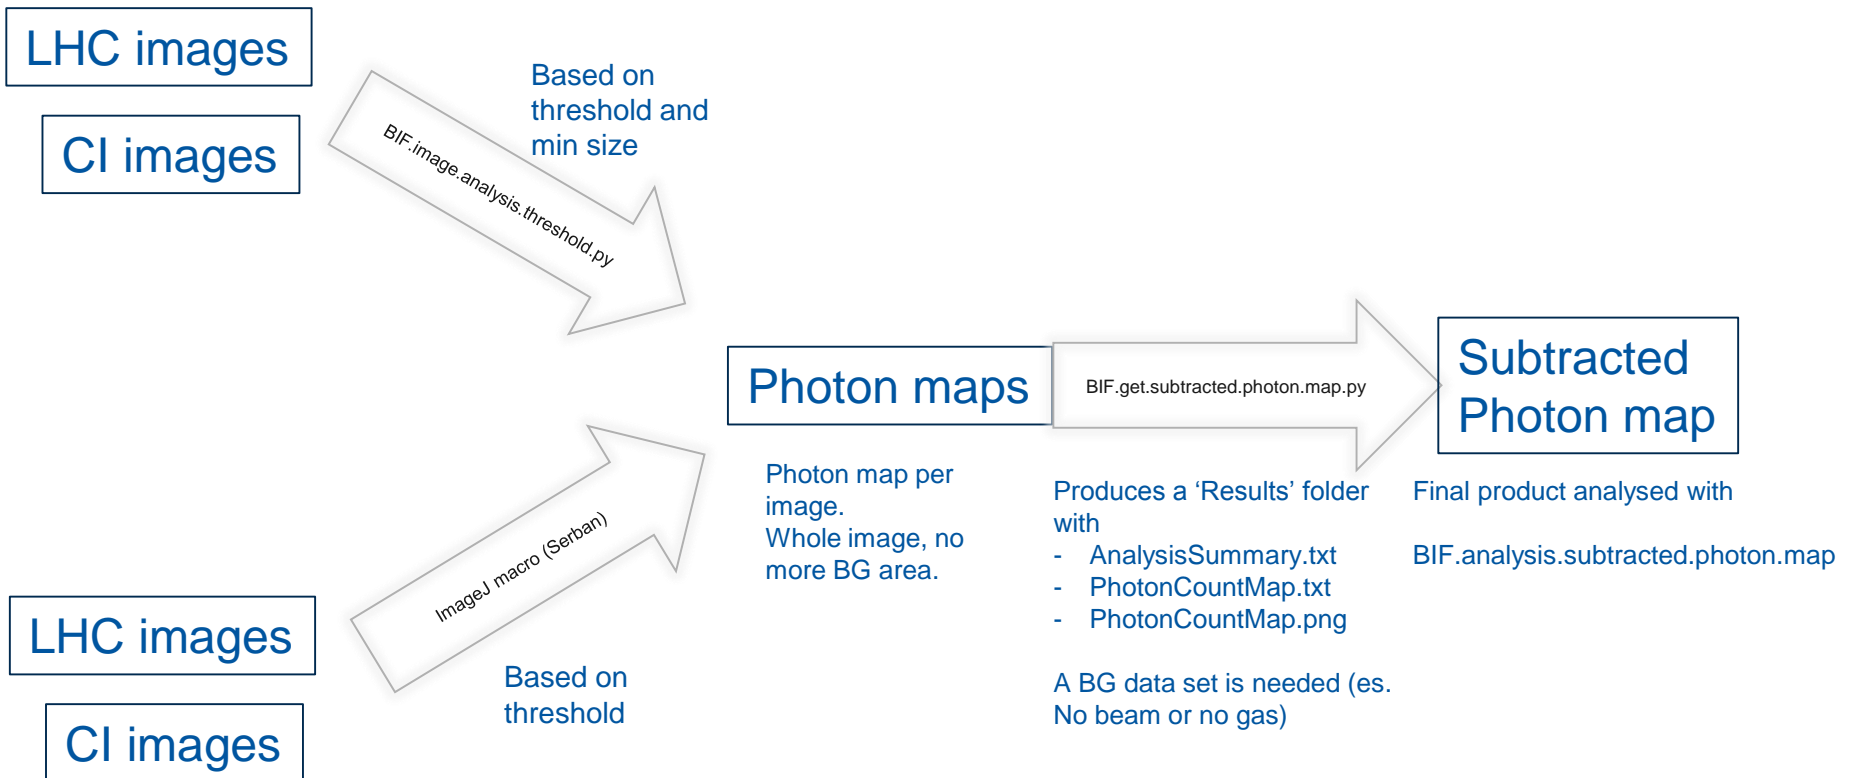 LHC images
CI images
BIF.image.analysis.threshold.py
Based on
threshold and
min size
LHC images
CI images
ImageJ macro (Serban)
Based on
threshold
Photon maps
Photon map per
image.
Whole image, no
more BG area.
BIF.get.subtracted.photon.map.py
Produces a ‘Results’ folder
with
- AnalysisSummary.txt
- PhotonCountMap.txt
- PhotonCountMap.png
A BG data set is needed (es.
No beam or no gas)
Subtracted
Photon map
Final product analysed with
BIF.analysis.subtracted.photon.map